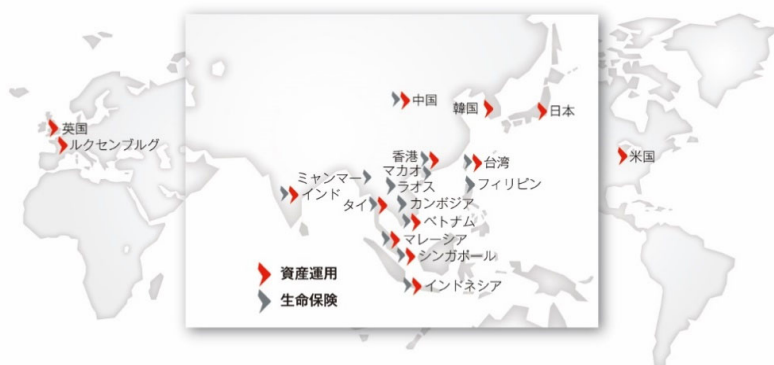 中国
韓国
日本
英国
ルクセンブルグ
香港
台湾
米国
マカオ
ミャンマー
ラオス
フィリピン
インド
タイ
カンボジア
ベトナム
マレーシア
シンガポール
資産運用
インドネシア
生命保険